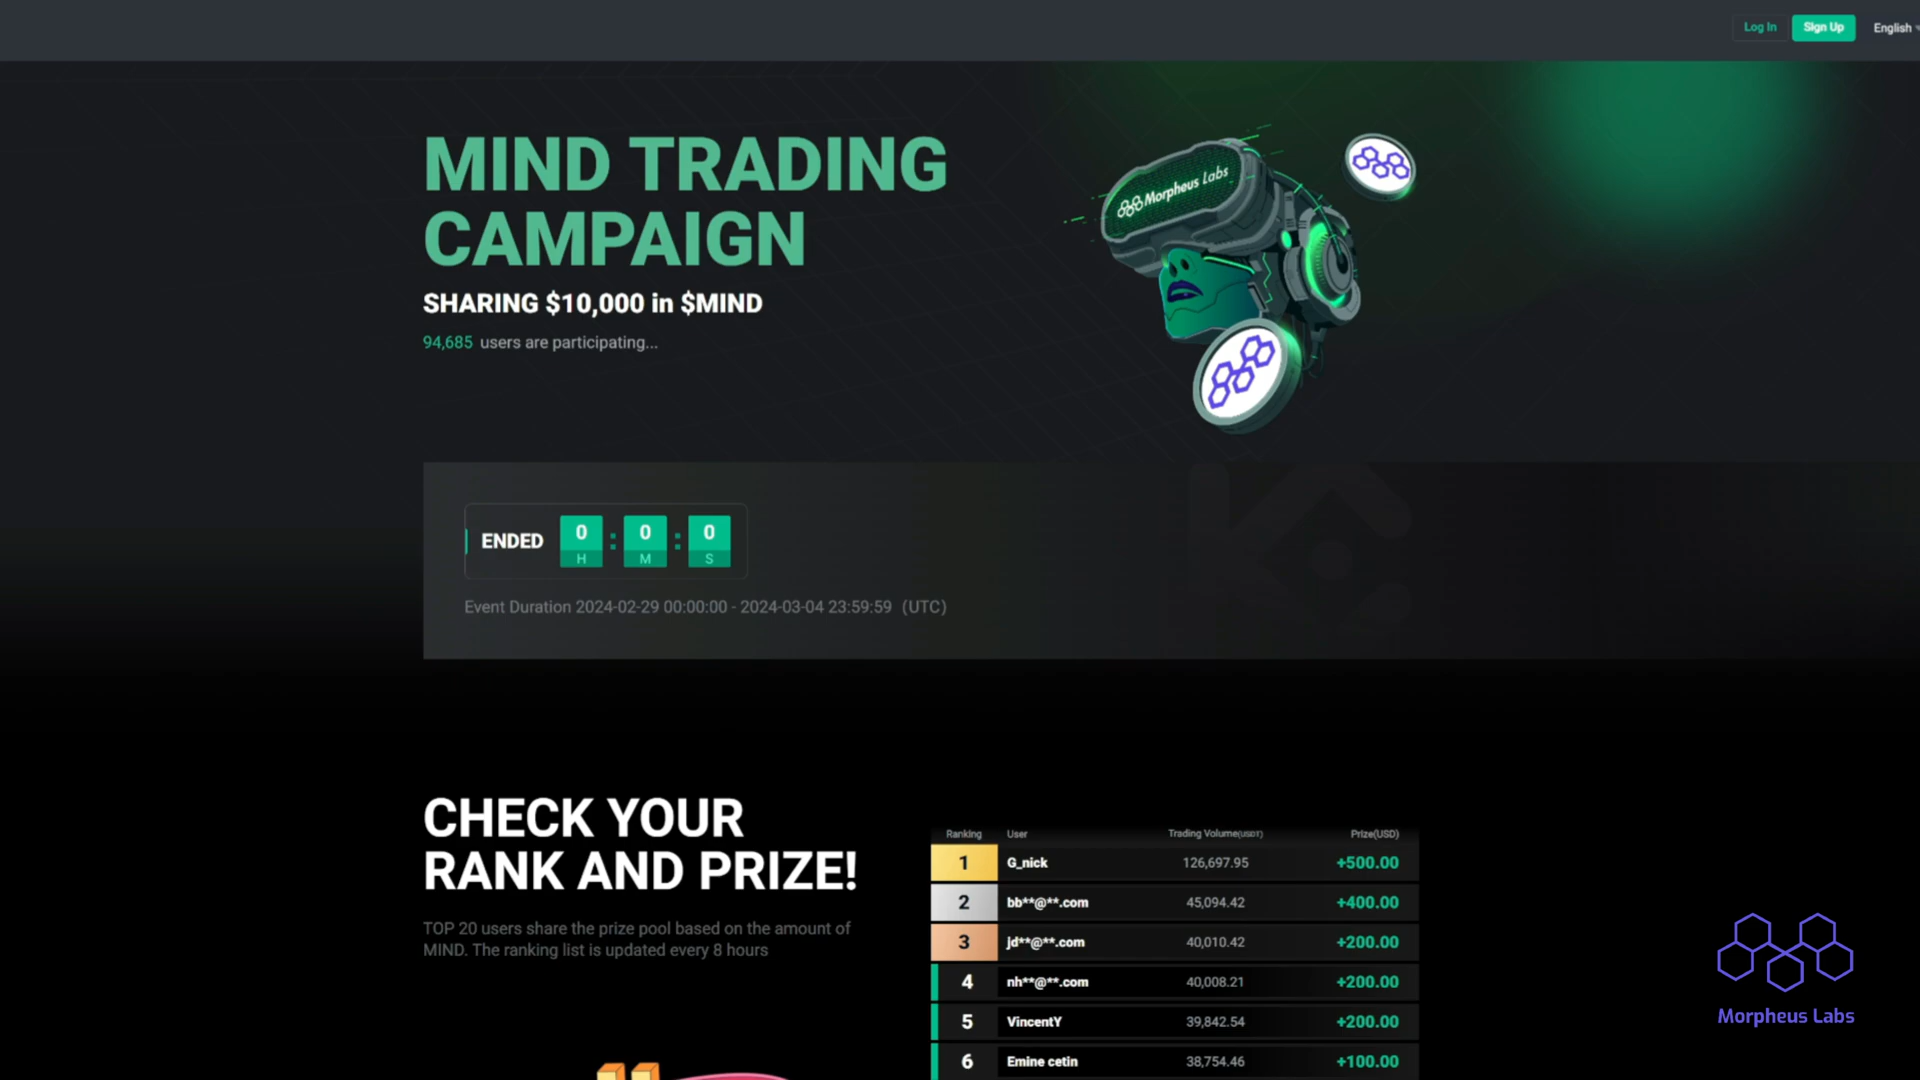 Log In
Sign Up
English
MIND TRADING
CAMPAIGN
SHARING $10,000 in $MIND
94,685 users are participating...
Morpheus Labs
ENDED
0 : 0 : 0
H M S
Event Duration 2024-02-29 00:00:00 - 2024-03-04 23:59:59 (UTC)
CHECK YOUR
RANK AND PRIZE!
TOP 20 users share the prize pool based on the amount of
MIND. The ranking list is updated every 8 hours
Ranking User Trading Volume(USDT) Prize(USD)
1 G_nick 126,697.95 +500.00
2 bb**@**.com 45,094.42 +400.00
3 jd**@**.com 40,010.42 +200.00
4 nh**@**.com 40,008.21 +200.00
5 VincentY 39,842.54 +200.00
6 Emine cetin 38,754.46 +100.00
Morpheus Labs